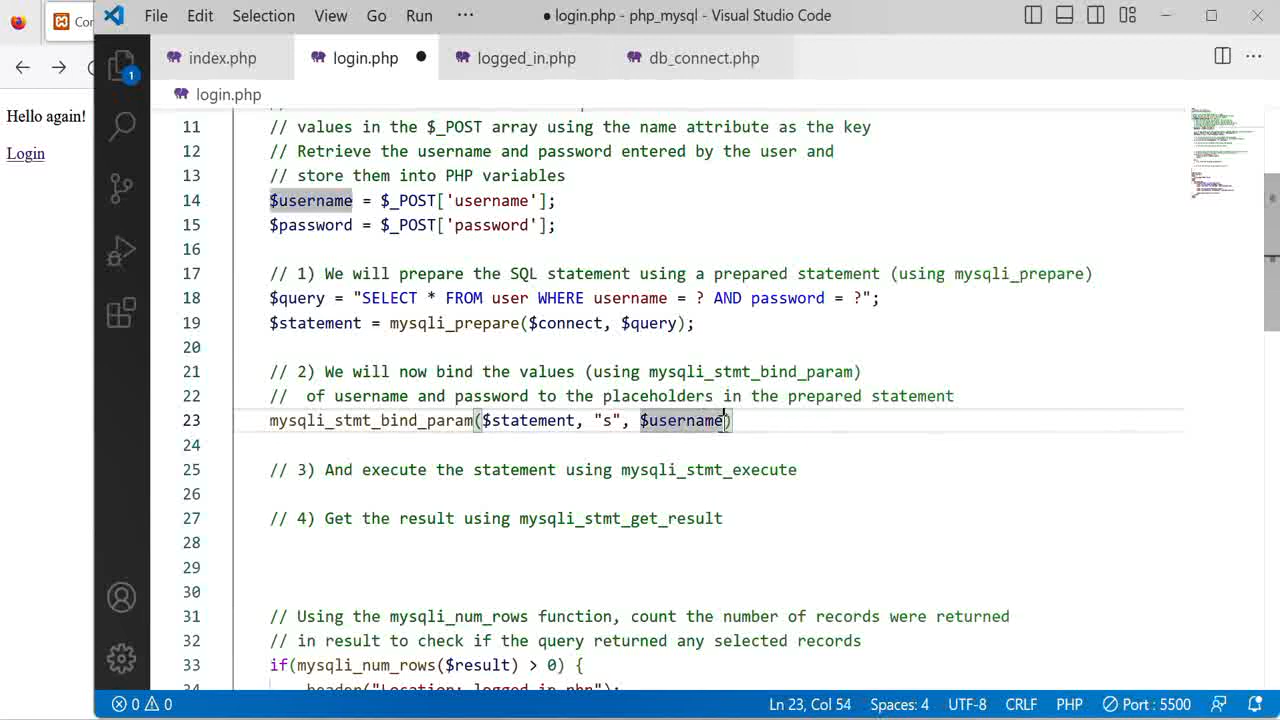 File Edit Selection View Go Run ··· ● login.php - php_mysql - Visual Studio Code
Con
index.php login.php ● logged_in.php db_connect.php
1
login.php
Hello again!
Login
11 // values in the $_POST array using the name attribute as the key
12 // Retrieve the username and password entered by the user and
13 // store them into PHP variables
14 $username = $_POST['username'];
15 $password = $_POST['password'];
16
17 // 1) We will prepare the SQL statement using a prepared statement (using mysqli_prepare)
18 $query = "SELECT * FROM user WHERE username = ? AND password = ?";
19 $statement = mysqli_prepare($connect, $query);
20
21 // 2) We will now bind the values (using mysqli_stmt_bind_param)
22 //  of username and password to the placeholders in the prepared statement
23 mysqli_stmt_bind_param($statement, "s", $username)
24
25 // 3) And execute the statement using mysqli_stmt_execute
26
27 // 4) Get the result using mysqli_stmt_get_result
28
29
30
31 // Using the mysqli_num_rows function, count the number of records were returned
32 // in result to check if the query returned any selected records
33 if(mysqli_num_rows($result) > 0) {
34 header("Location: logged_in.php");
0 0 Ln 23, Col 54 Spaces: 4 UTF-8 CRLF PHP Port : 5500